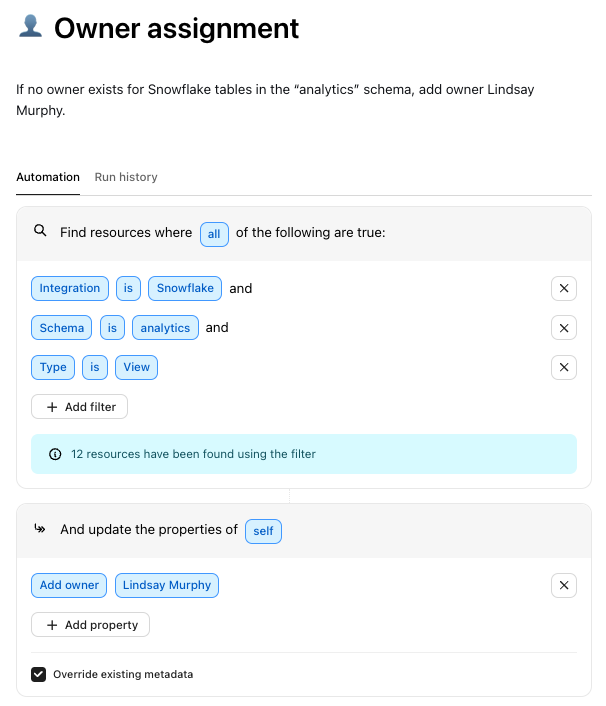 Owner assignment
If no owner exists for Snowflake tables in the “analytics” schema, add owner Lindsay
Murphy.
Automation Run history
Find resources where all of the following are true:
Integration is Snowflake and
Schema is analytics and
Type is View
Add filter
12 resources have been found using the filter
And update the properties of self
Add owner Lindsay Murphy
Add property
Override existing metadata